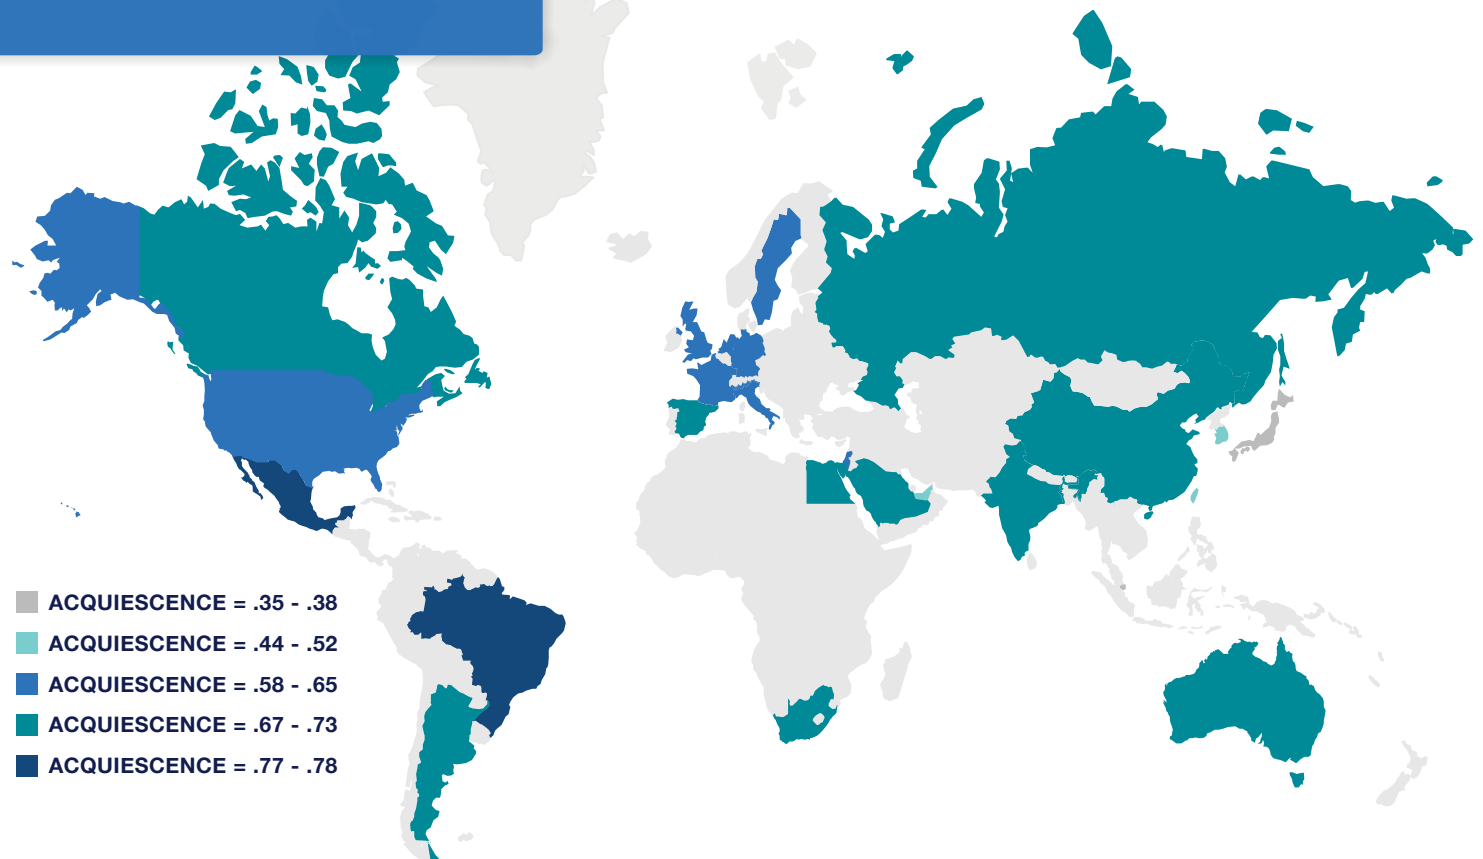 ACQUIESCENCE = .35 - .38
ACQUIESCENCE = .44 - .52
ACQUIESCENCE = .58 - .65
ACQUIESCENCE = .67 - .73
ACQUIESCENCE = .77 - .78